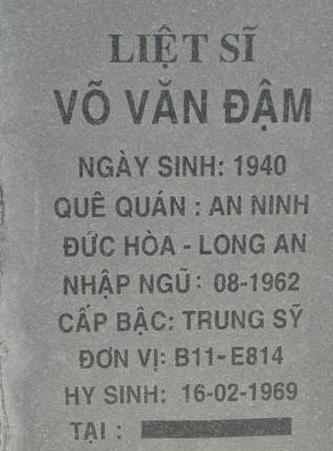 LIỆT SĨ
VÕ VĂN ĐẬM
NGÀY SINH: 1940
QUÊ QUÁN : AN NINH
ĐỨC HÒA - LONG AN
NHẬP NGŨ: 08-1962
CẤP BẬC: TRUNG SỸ
ĐƠN VỊ: B11-E814
HY SINH: 16-02-1969
TẠI :